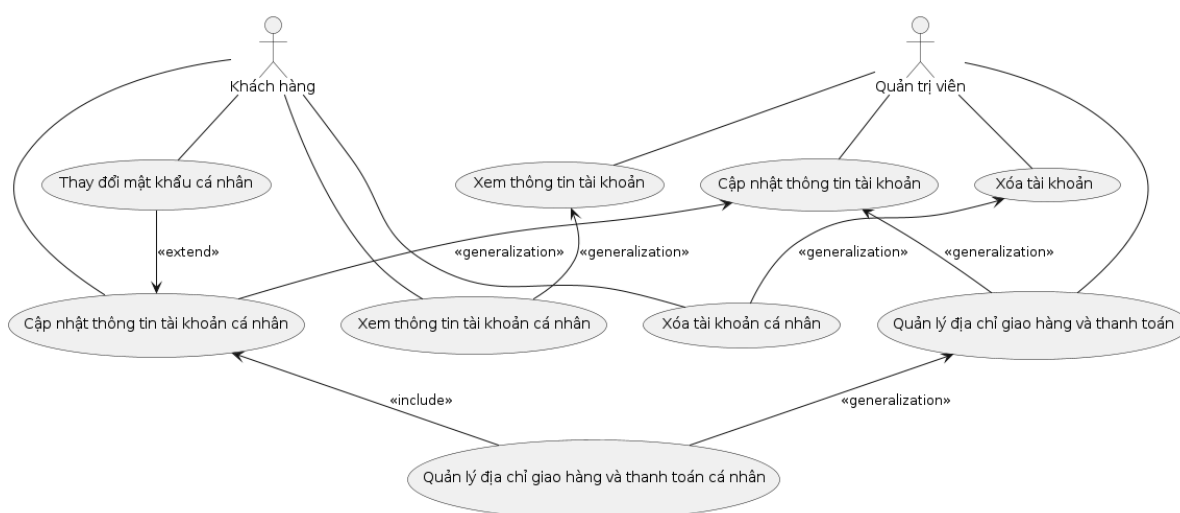 Khách hàng
Quản trị viên
Thay đổi mật khẩu cá nhân
Xem thông tin tài khoản
Cập nhật thông tin tài khoản
Xóa tài khoản
«extend»
«generalization»
«generalization»
«generalization»
«generalization»
Cập nhật thông tin tài khoản cá nhân
Xem thông tin tài khoản cá nhân
Xóa tài khoản cá nhân
Quản lý địa chỉ giao hàng và thanh toán
«include»
«generalization»
Quản lý địa chỉ giao hàng và thanh toán cá nhân